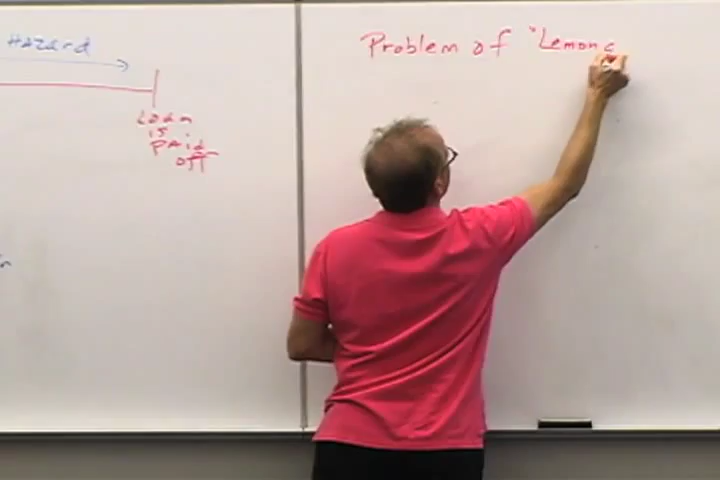 Hazard
Loan
is
paid
off
Problem of "Lemons